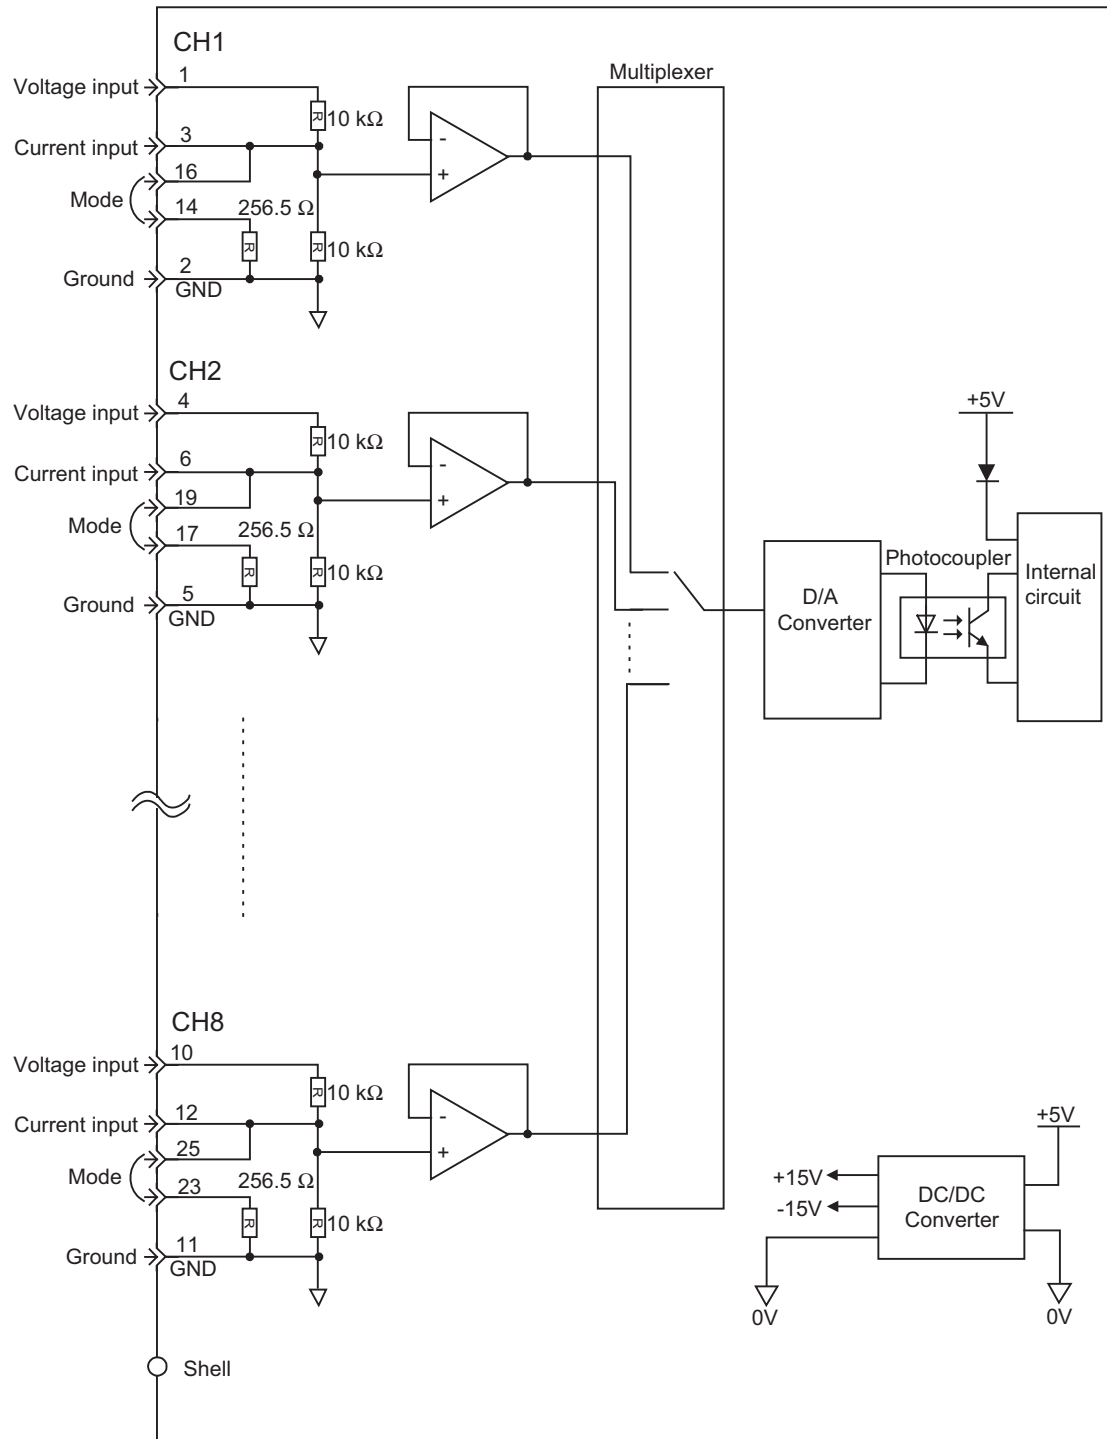 CH1
Voltage input
1
10 kΩ
Current input
3
16
Mode
14
256.5 Ω
10 kΩ
Ground
2
GND
R
R
R
-
+
Multiplexer
CH2
Voltage input
4
10 kΩ
Current input
6
19
Mode
17
256.5 Ω
10 kΩ
Ground
5
GND
R
R
R
-
+
D/A
Converter
Photocoupler
+5V
Internal
circuit
CH8
Voltage input
10
10 kΩ
Current input
12
25
Mode
23
256.5 Ω
10 kΩ
Ground
11
GND
R
R
R
-
+
+5V
+15V
-15V
DC/DC
Converter
0V
0V
Shell